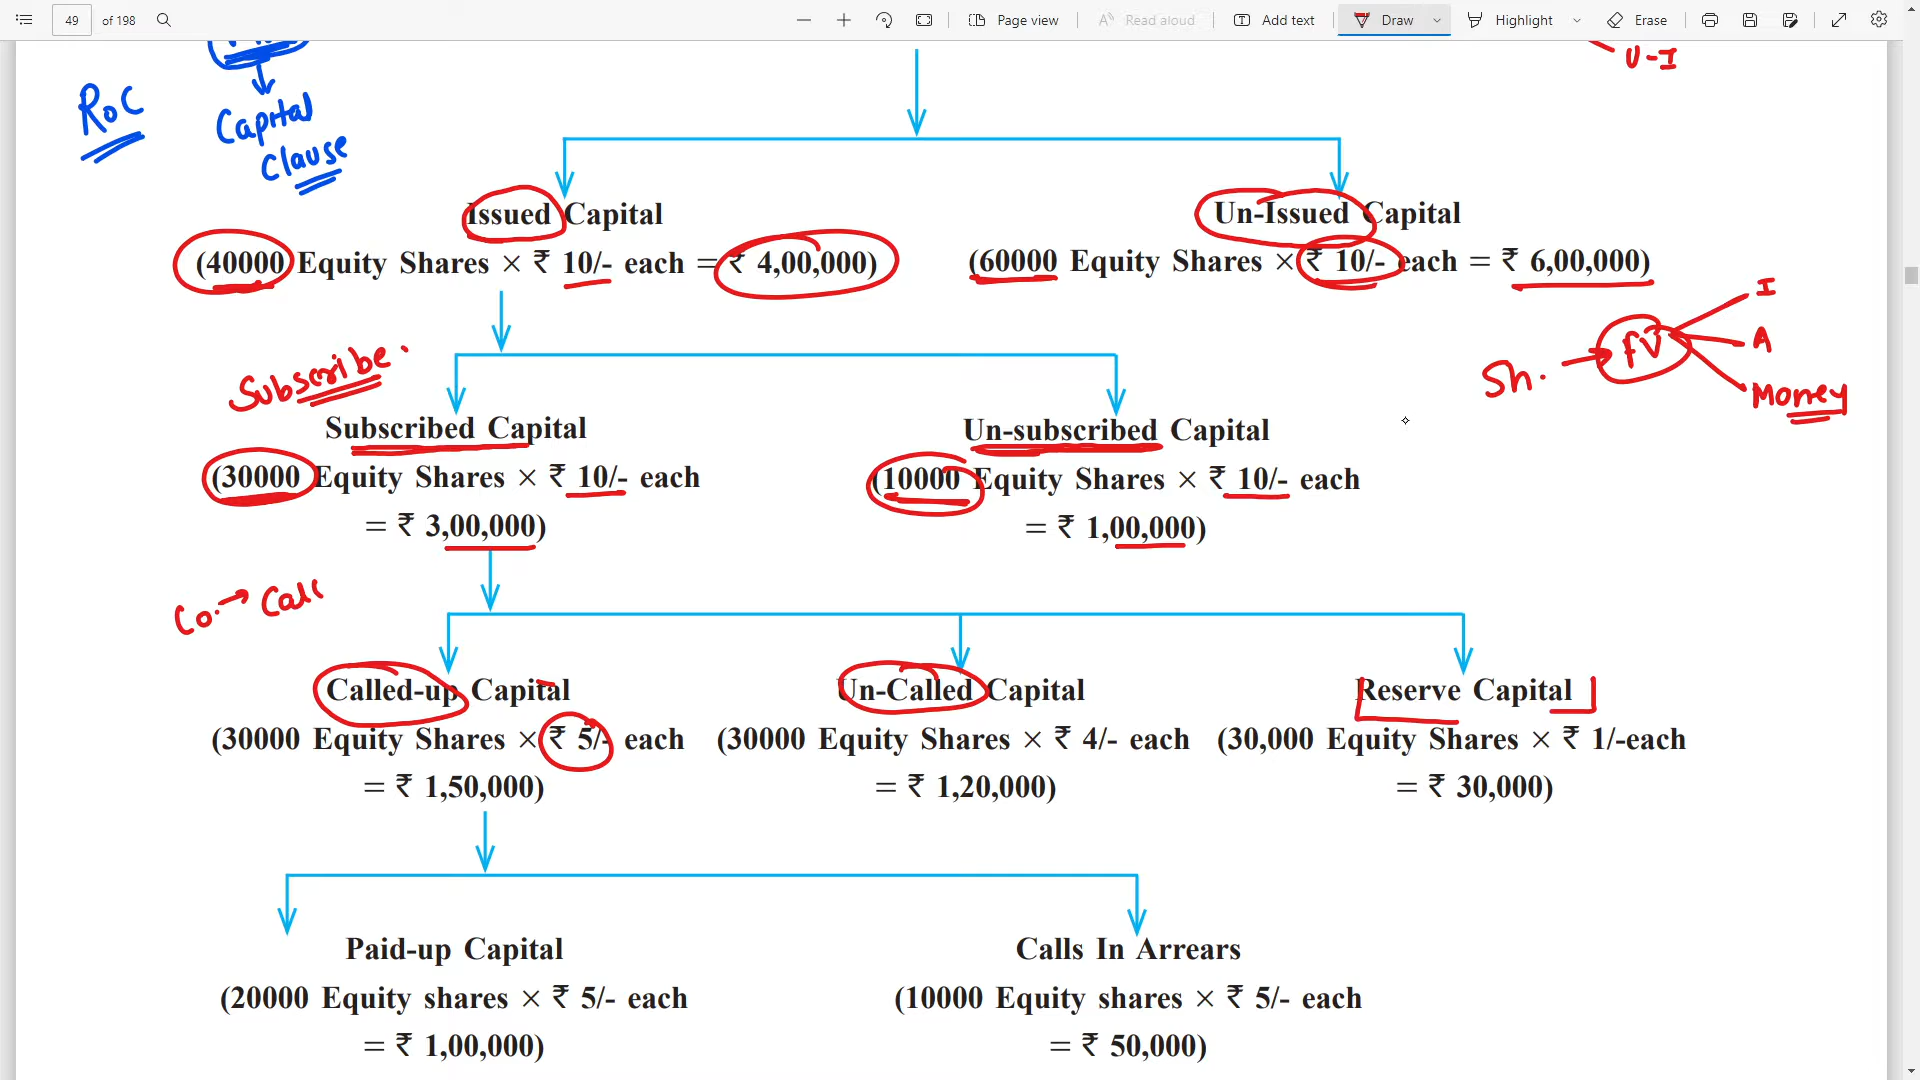 49 of 198 Page view Read aloud Add text Draw Highlight Erase
U-I
RoC
Capital
Clause
Issued Capital
(40000 Equity Shares × ₹ 10/- each = ₹ 4,00,000)
Un-Issued Capital
(60000 Equity Shares × ₹ 10/- each = ₹ 6,00,000)
I
Sh. FV A
Money
Subscribe.
Subscribed Capital
(30000 Equity Shares × ₹ 10/- each
= ₹ 3,00,000)
Un-subscribed Capital
(10000 Equity Shares × ₹ 10/- each
= ₹ 1,00,000)
Co. → Call
Called-up Capital
(30000 Equity Shares × ₹ 5/- each
= ₹ 1,50,000)
Un-Called Capital
(30000 Equity Shares × ₹ 4/- each
= ₹ 1,20,000)
Reserve Capital
(30,000 Equity Shares × ₹ 1/-each
= ₹ 30,000)
Paid-up Capital
(20000 Equity shares × ₹ 5/- each
= ₹ 1,00,000)
Calls In Arrears
(10000 Equity shares × ₹ 5/- each
= ₹ 50,000)